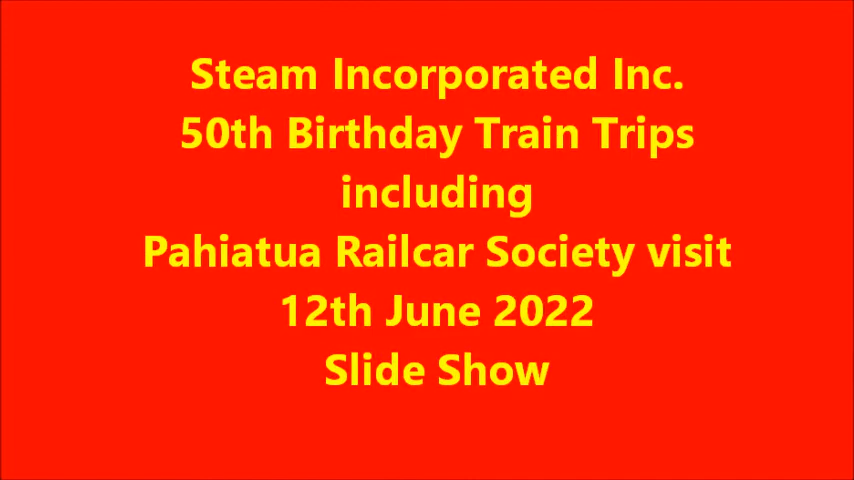 Steam Incorporated Inc.
50th Birthday Train Trips
including
Pahiatua Railcar Society visit
12th June 2022
Slide Show